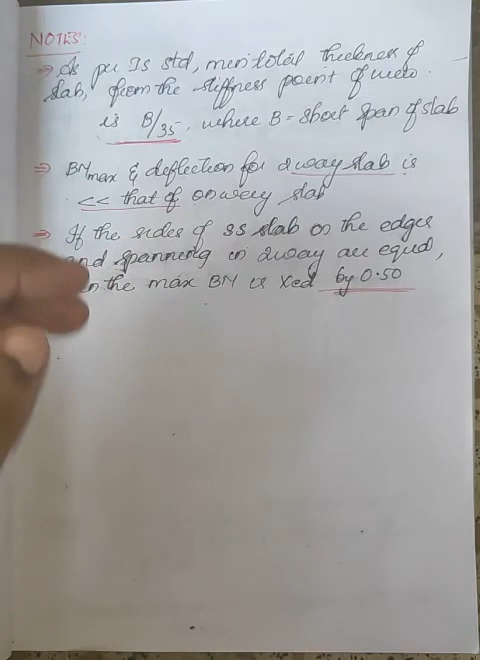 NOTES:
⇒ As per Is std, min total thickness of
slab, from the stiffness point of view
is B/35, where B = short span of slab
⇒ BMmax & deflection for 2way slab is
<< that of oneway slab
⇒ If the sides of ss slab on the edges
and spanning in 2way are equal,
the max BM is xed by 0.50